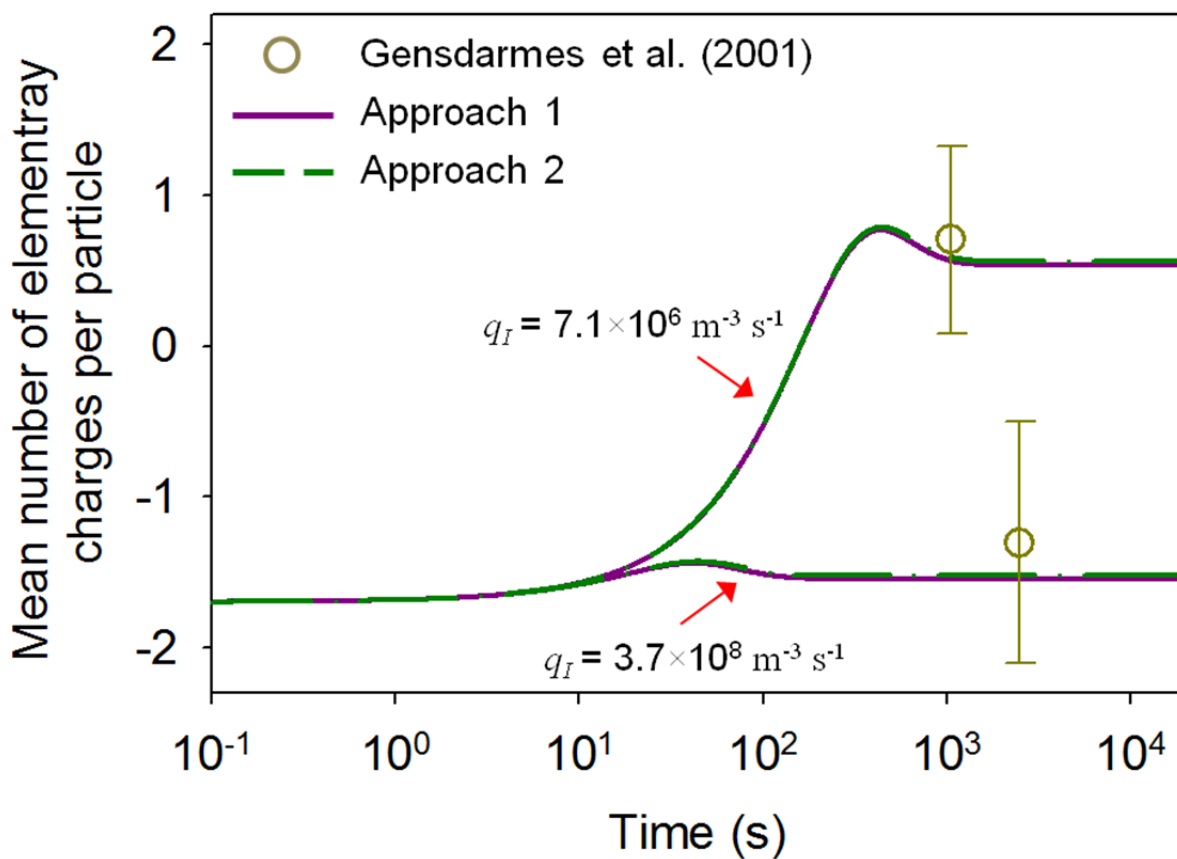 Mean number of elementray
charges per particle
2
1
0
-1
-2
Gensdarmes et al. (2001)
Approach 1
Approach 2
q_I = 7.1×10⁶ m⁻³ s⁻¹
q_I = 3.7×10⁸ m⁻³ s⁻¹
10⁻¹ 10⁰ 10¹ 10² 10³ 10⁴
Time (s)